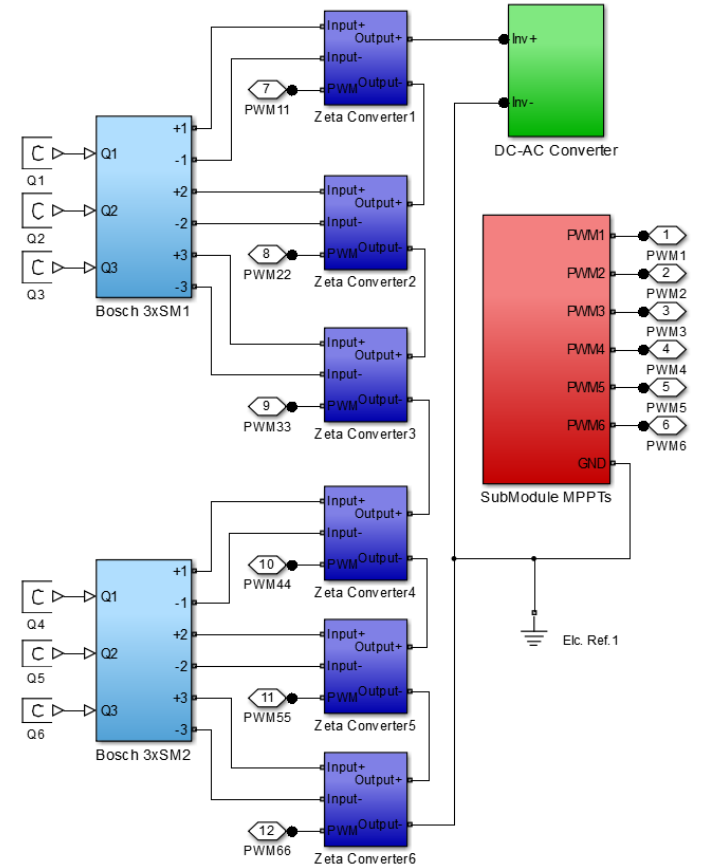 Input+
Output+
Input-
7
PWM
Output-
PWM11
Zeta Converter1
Inv+
Inv-
DC-AC Converter
C
Q1
Q1
C
Q2
Q2
C
Q3
Q3
+1
-1
+2
-2
+3
-3
Bosch 3xSM1
Input+
Output+
Input-
8
PWM
Output-
PWM22
Zeta Converter2
Input+
Output+
Input-
9
PWM
Output-
PWM33
Zeta Converter3
PWM1
1
PWM1
PWM2
2
PWM2
PWM3
3
PWM3
PWM4
4
PWM4
PWM5
5
PWM5
PWM6
6
PWM6
GND
SubModule MPPTs
Input+
Output+
Input-
10
PWM
Output-
PWM44
Zeta Converter4
C
Q4
Q1
C
Q5
Q2
C
Q6
Q3
+1
-1
+2
-2
+3
-3
Bosch 3xSM2
Input+
Output+
Input-
11
PWM
Output-
PWM55
Zeta Converter5
Input+
Output+
Input-
12
PWM
Output-
PWM66
Zeta Converter6
Elc. Ref.1